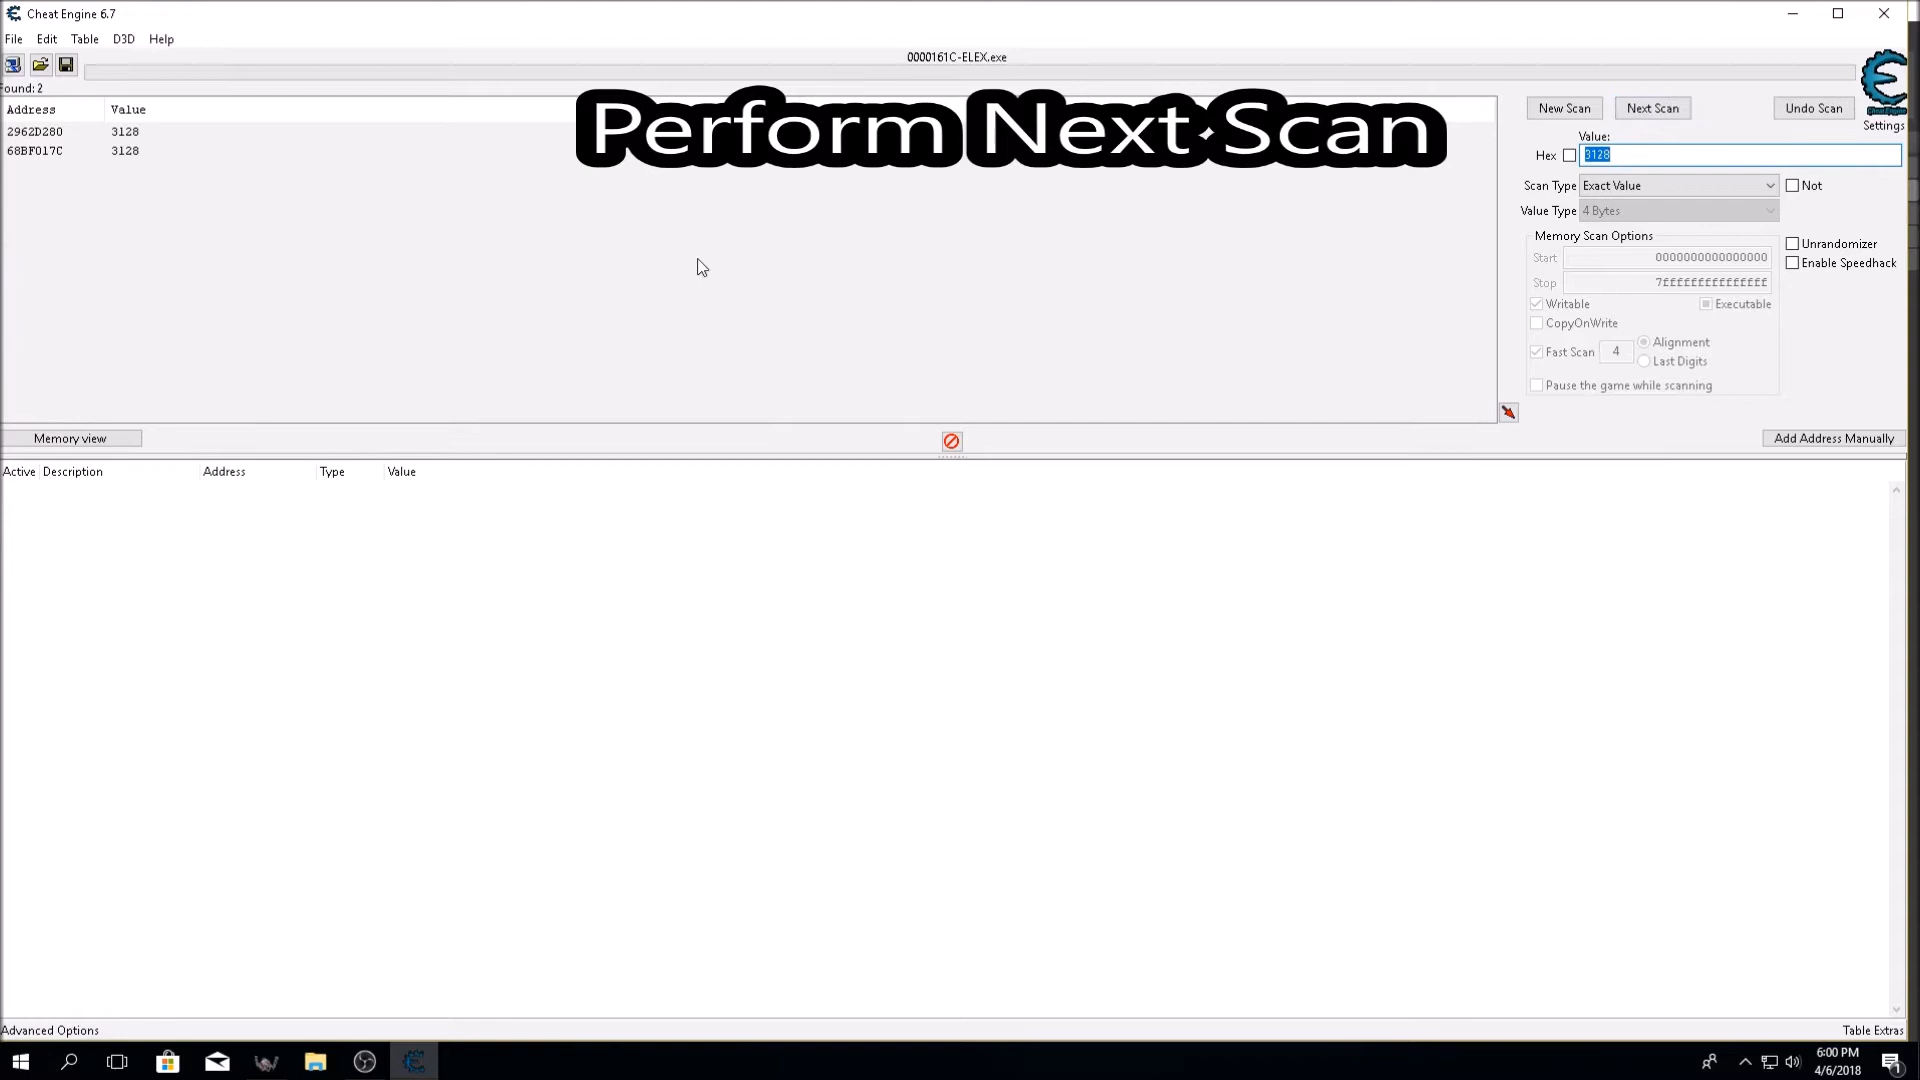 Cheat Engine 6.7
File Edit Table D3D Help
0000161C-ELEX.exe
Found: 2
Address Value
2962D280 3128
68BF017C 3128
Perform Next Scan
New Scan Next Scan Undo Scan
Settings
Value:
Hex 3128
Scan Type Exact Value Not
Value Type 4 Bytes
Memory Scan Options
Unrandomizer
Enable Speedhack
Start 0000000000000000
Stop 7fffffffffffffff
Writable Executable
CopyOnWrite
Fast Scan 4 Alignment
Last Digits
Pause the game while scanning
Memory view
Add Address Manually
Active Description Address Type Value
Advanced Options Table Extras
6:00 PM
4/6/2018
1